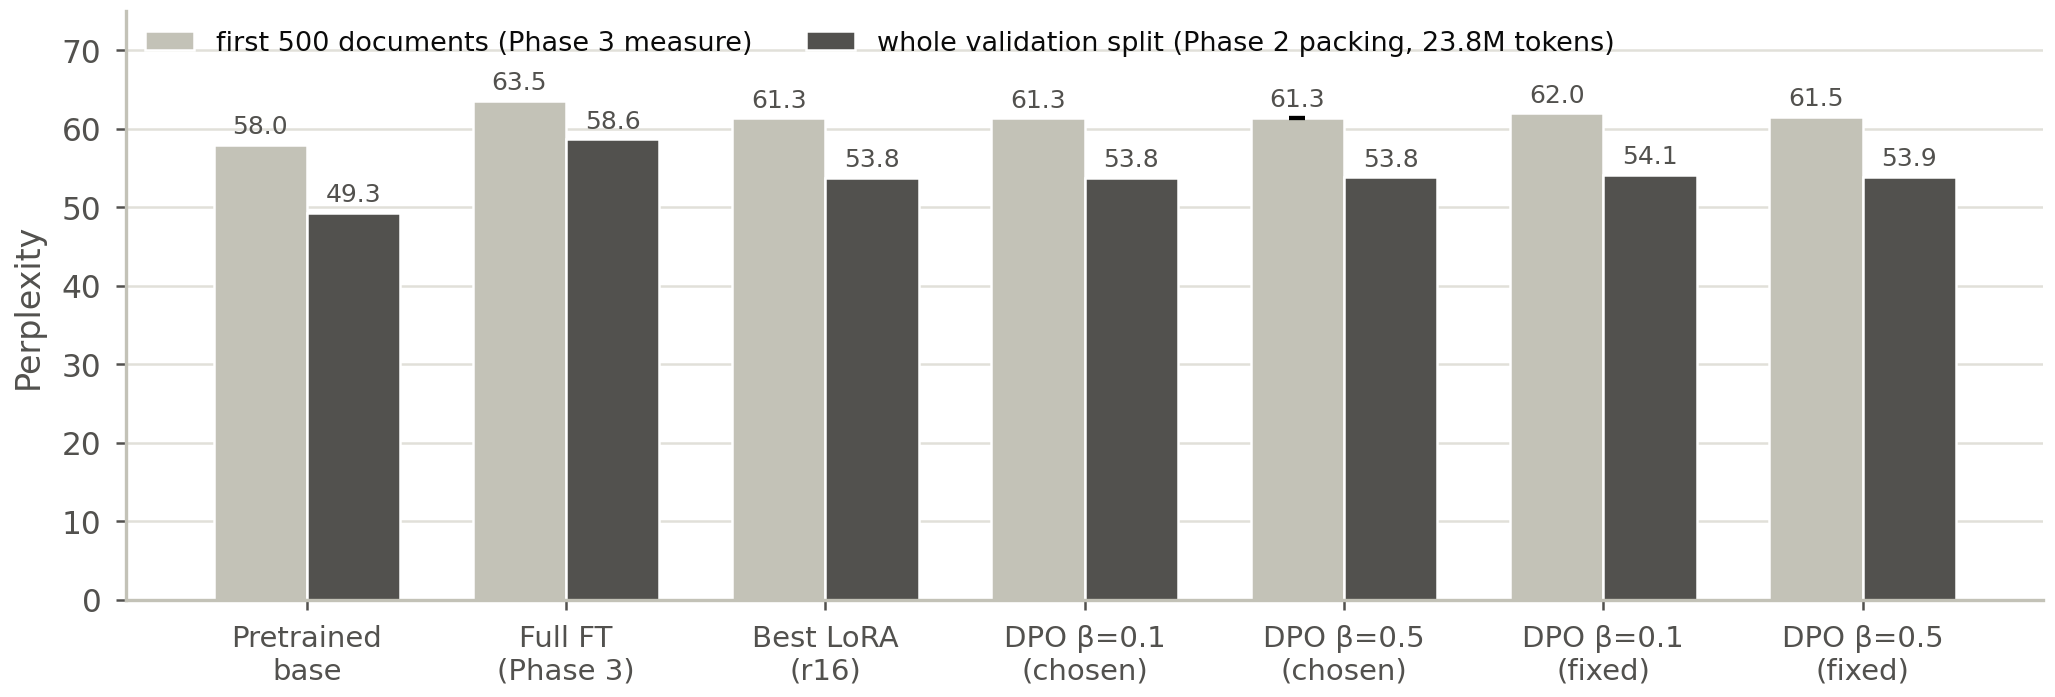 first 500 documents (Phase 3 measure)
whole validation split (Phase 2 packing, 23.8M tokens)
Perplexity
70
60
50
40
30
20
10
0
58.0
49.3
63.5
58.6
61.3
53.8
61.3
53.8
61.3
53.8
62.0
54.1
61.5
53.9
Pretrained
base
Full FT
(Phase 3)
Best LoRA
(r16)
DPO β=0.1
(chosen)
DPO β=0.5
(chosen)
DPO β=0.1
(fixed)
DPO β=0.5
(fixed)